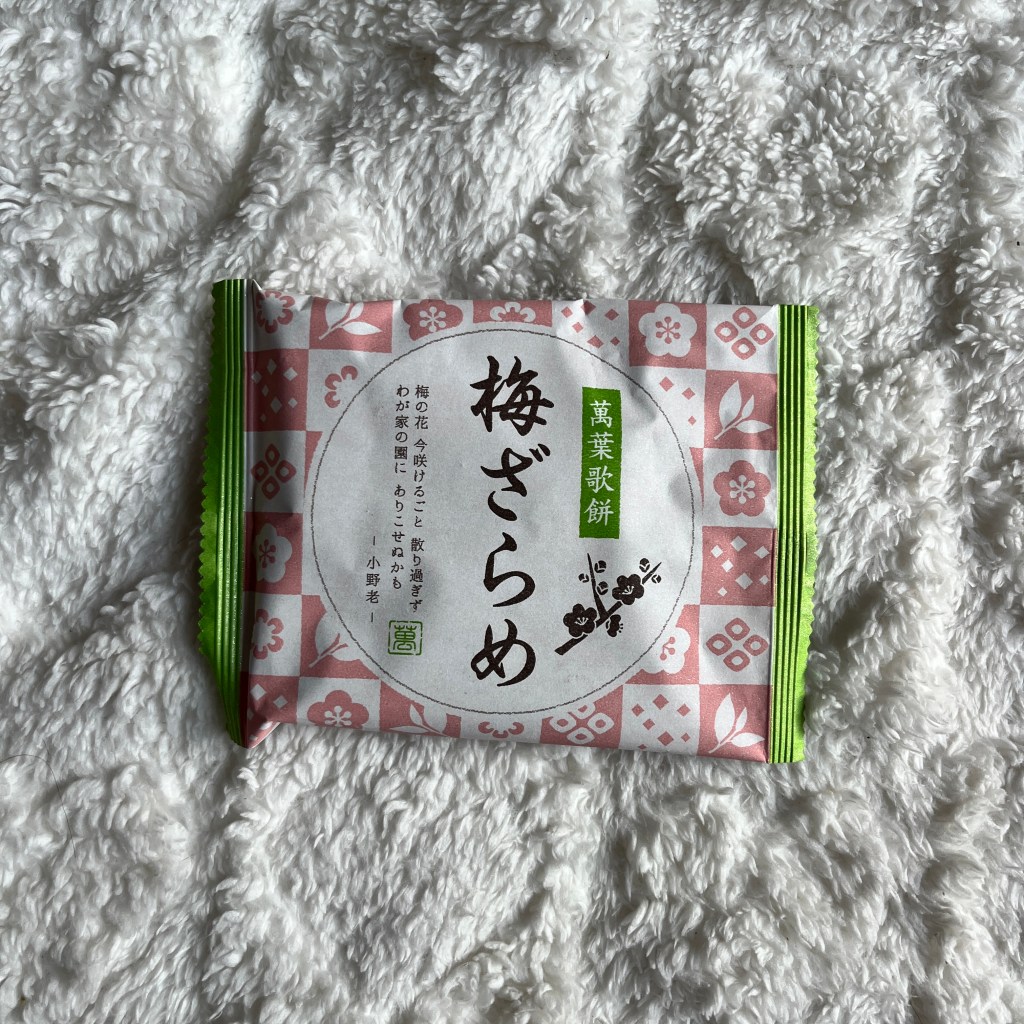 萬葉歌餅
梅ざらめ
梅の花 今咲けるごと 散り過ぎず
わが家の園に ありこせぬかも
－小野老－
萬